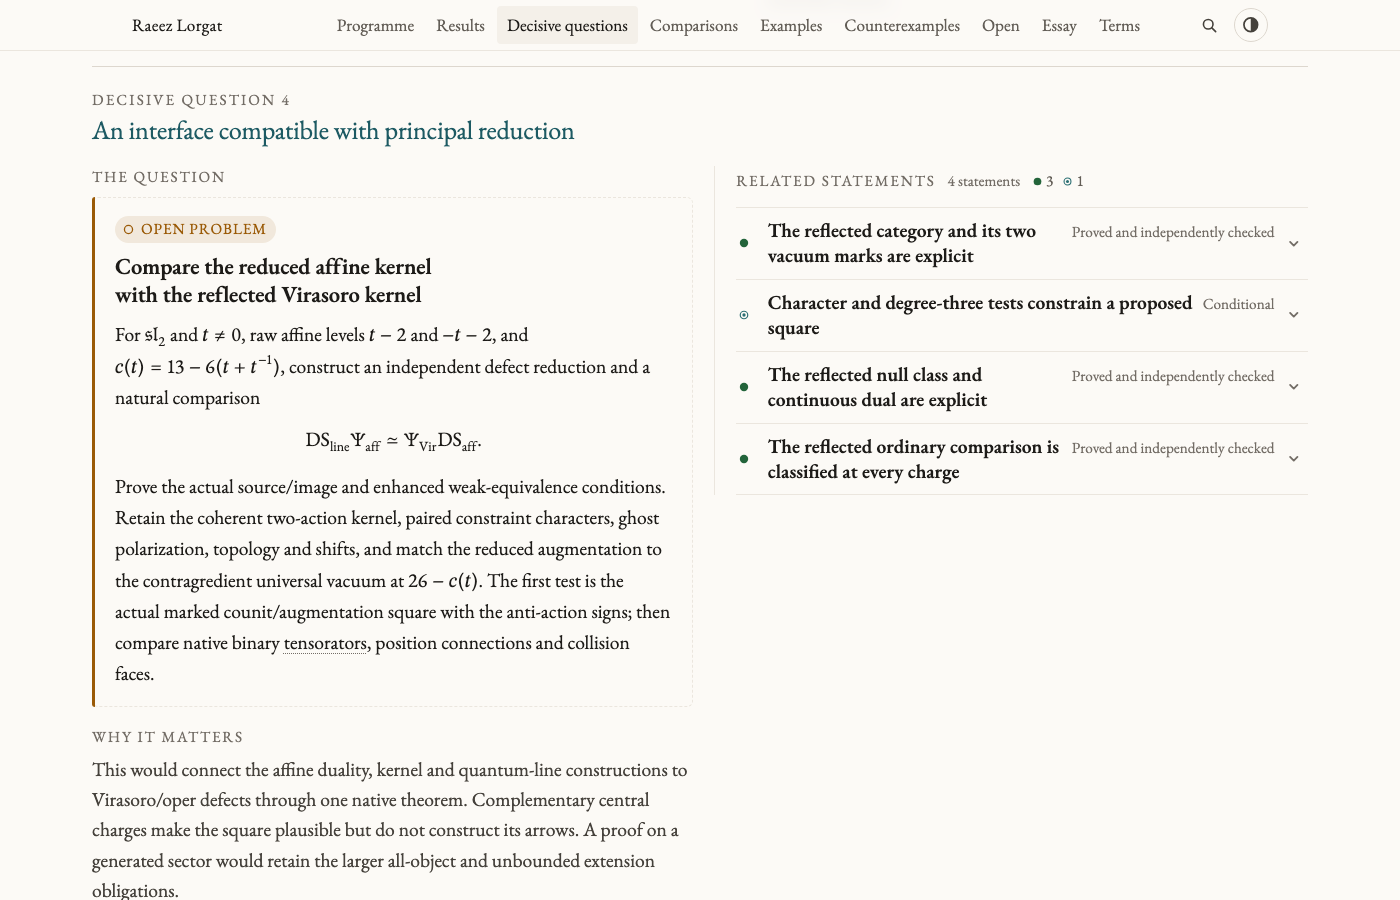 Raeez Lorgat
Programme Results Decisive questions Comparisons Examples Counterexamples Open Essay Terms
DECISIVE QUESTION 4
An interface compatible with principal reduction
THE QUESTION
OPEN PROBLEM
Compare the reduced affine kernel
with the reflected Virasoro kernel
For 𝔰𝔩₂ and t ≠ 0, raw affine levels t − 2 and −t − 2, and
c(t) = 13 − 6(t + t⁻¹), construct an independent defect reduction and a
natural comparison
DS_line Ψ_aff ≃ Ψ_Vir DS_aff.
Prove the actual source/image and enhanced weak-equivalence conditions.
Retain the coherent two-action kernel, paired constraint characters, ghost
polarization, topology and shifts, and match the reduced augmentation to
the contragredient universal vacuum at 26 − c(t). The first test is the
actual marked counit/augmentation square with the anti-action signs; then
compare native binary tensorators, position connections and collision
faces.
WHY IT MATTERS
This would connect the affine duality, kernel and quantum-line constructions to
Virasoro/oper defects through one native theorem. Complementary central
charges make the square plausible but do not construct its arrows. A proof on a
generated sector would retain the larger all-object and unbounded extension
obligations.
RELATED STATEMENTS 4 statements 3 1
The reflected category and its two
vacuum marks are explicit
Proved and independently checked
Character and degree-three tests constrain a proposed
square
Conditional
The reflected null class and
continuous dual are explicit
Proved and independently checked
The reflected ordinary comparison is
classified at every charge
Proved and independently checked